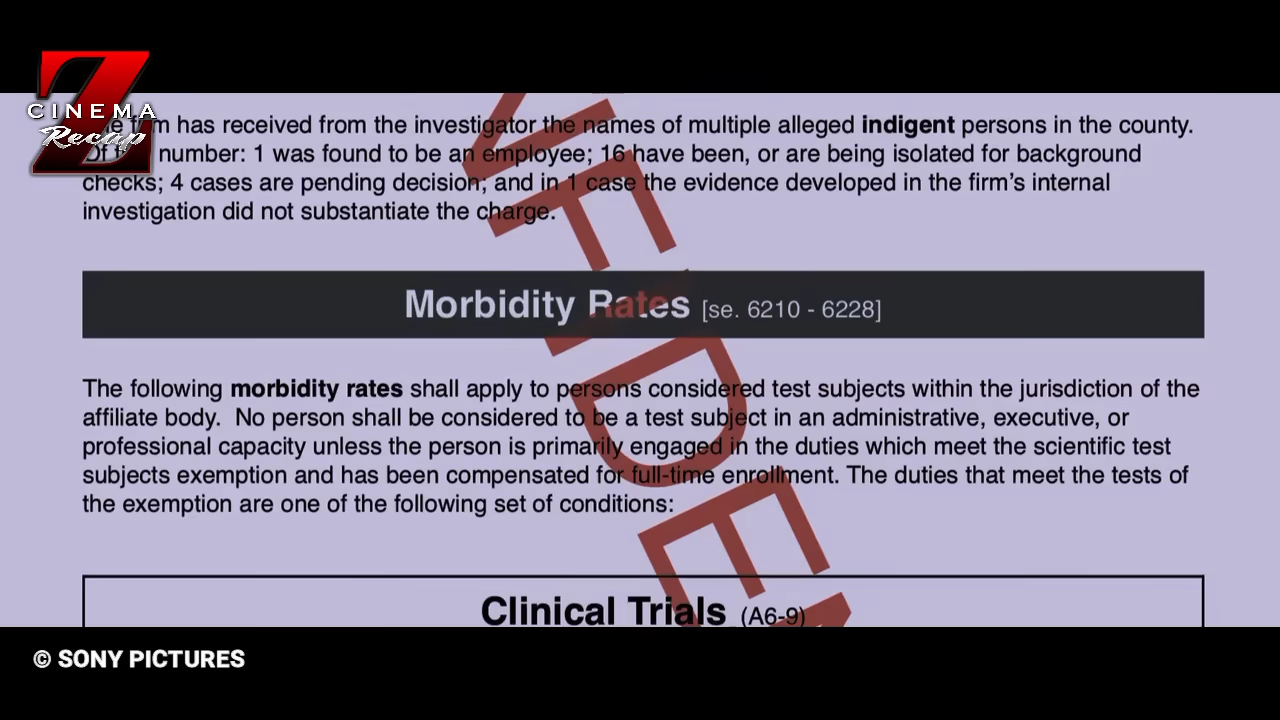 CINEMA
Recap
firm has received from the investigator the names of multiple alleged indigent persons in the county.
number: 1 was found to be an employee; 16 have been, or are being isolated for background
checks; 4 cases are pending decision; and in 1 case the evidence developed in the firm's internal
investigation did not substantiate the charge.
Morbidity Rates [se. 6210 - 6228]
The following morbidity rates shall apply to persons considered test subjects within the jurisdiction of the
affiliate body. No person shall be considered to be a test subject in an administrative, executive, or
professional capacity unless the person is primarily engaged in the duties which meet the scientific test
subjects exemption and has been compensated for full-time enrollment. The duties that meet the tests of
the exemption are one of the following set of conditions:
Clinical Trials (A6-9)
© SONY PICTURES